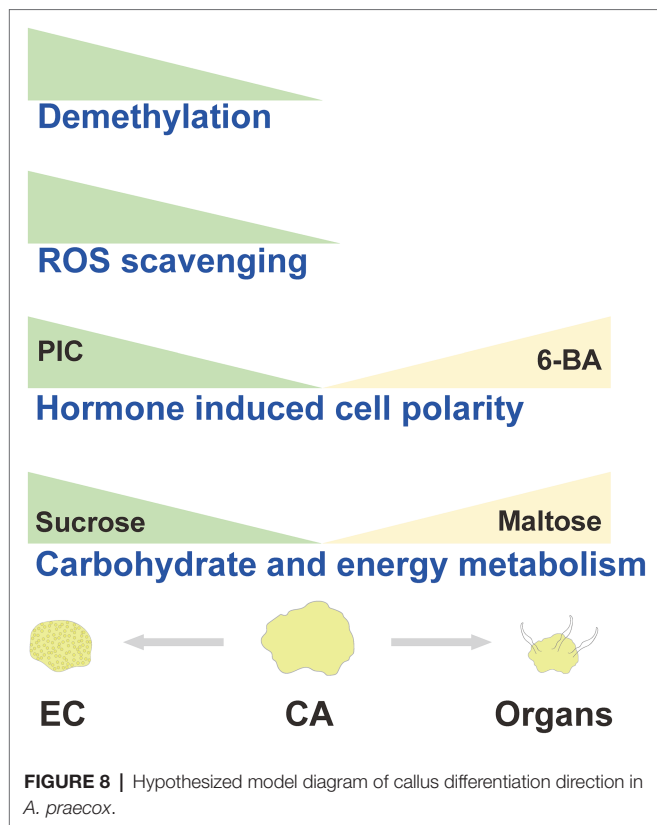 Demethylation
ROS scavenging
PIC
6-BA
Hormone induced cell polarity
Sucrose
Maltose
Carbohydrate and energy metabolism
EC CA Organs
FIGURE 8 | Hypothesized model diagram of callus differentiation direction in
A. praecox.